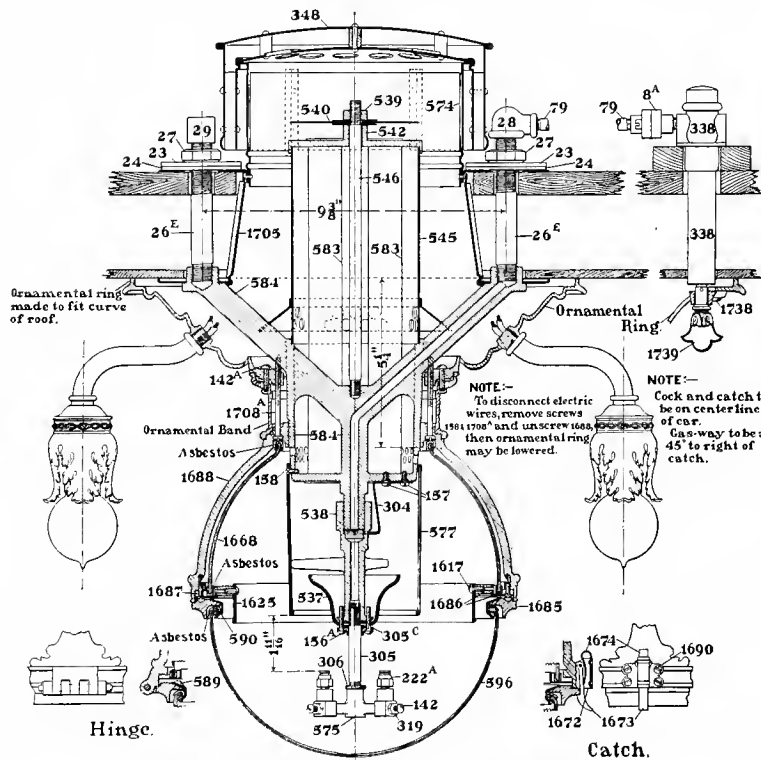 348
539
540
574
542
546
29
28
79
27
27
24 23
23
24
79
8A
338
338
9 3/4"
26E
1705
583
583
545
26E
584
Ornamental ring
made to fit curve
of roof.
Ornamental
Ring.
1738
1739
5 1/4"
142A
A
1708
Ornamental Band
Asbestos
584
158
157
NOTE:-
To disconnect electric
wires, remove screws
1708A and unscrew 1688,
then ornamental ring
may be lowered.
NOTE:-
Cock and catch t
be on center line
of car.
Gas-way to be a
45° to right of
catch.
1688
304
538
577
1668
Asbestos
1617
1687
1625
537
1686
1685
Asbestos
590
156A
305C
1 11/16"
305
306
222A
596
142
575
319
589
Hinge.
1674
1690
1672
1673
Catch.